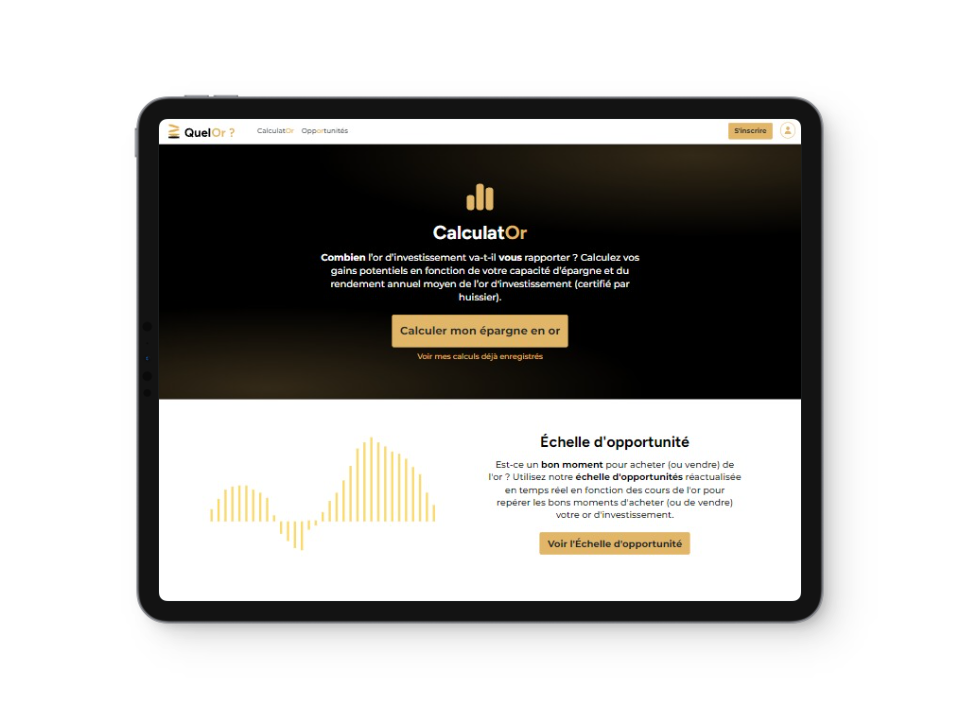 QuelOr ?
CalculatOr Opportunités
S'inscrire
CalculatOr
Combien l'or d'investissement va-t-il vous rapporter ? Calculez vos
gains potentiels en fonction de votre capacité d'épargne et du
rendement annuel moyen de l'or d'investissement (certifié par
huissier).
Calculer mon épargne en or
Voir mes calculs déjà enregistrés
Échelle d'opportunité
Est-ce un bon moment pour acheter (ou vendre) de
l'or ? Utilisez notre échelle d'opportunités réactualisée
en temps réel en fonction des cours de l'or pour
repérer les bons moments d'acheter (ou de vendre)
votre or d'investissement.
Voir l'Échelle d'opportunité